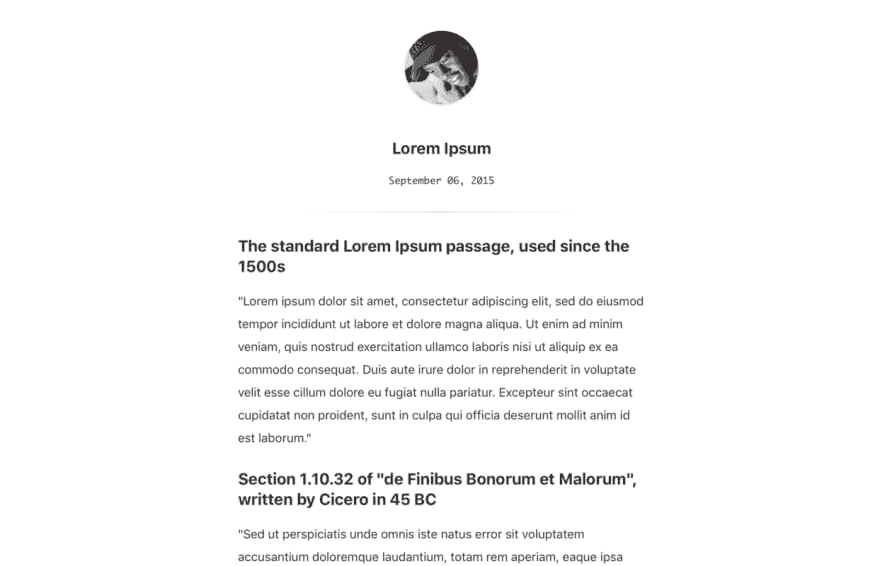 Lorem Ipsum
September 06, 2015
The standard Lorem Ipsum passage, used since the
1500s
"Lorem ipsum dolor sit amet, consectetur adipiscing elit, sed do eiusmod
tempor incididunt ut labore et dolore magna aliqua. Ut enim ad minim
veniam, quis nostrud exercitation ullamco laboris nisi ut aliquip ex ea
commodo consequat. Duis aute irure dolor in reprehenderit in voluptate
velit esse cillum dolore eu fugiat nulla pariatur. Excepteur sint occaecat
cupidatat non proident, sunt in culpa qui officia deserunt mollit anim id
est laborum."
Section 1.10.32 of "de Finibus Bonorum et Malorum",
written by Cicero in 45 BC
"Sed ut perspiciatis unde omnis iste natus error sit voluptatem
accusantium doloremque laudantium, totam rem aperiam, eaque ipsa